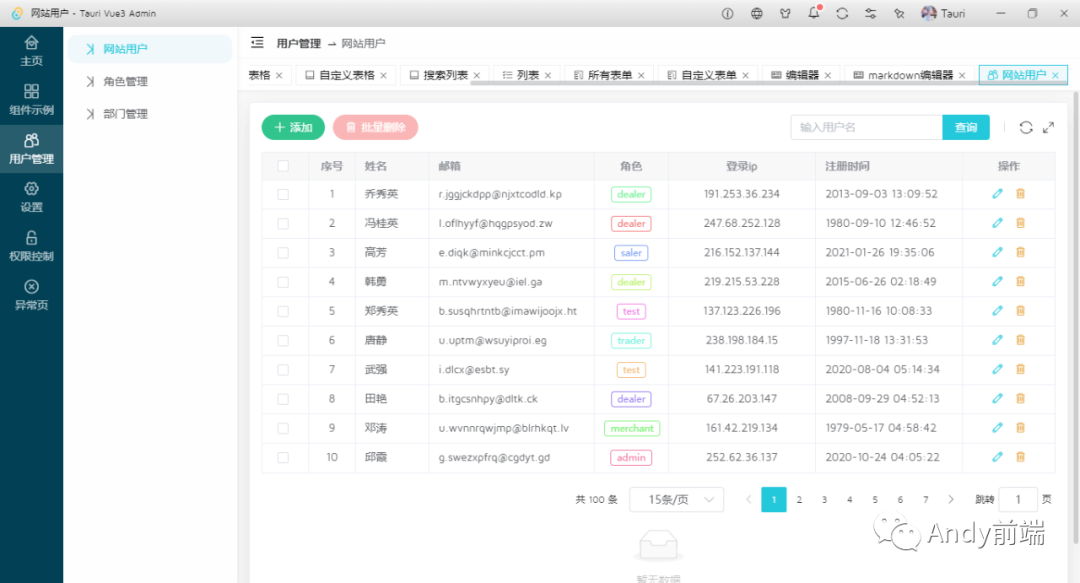 网站用户 - Tauri Vue3 Admin
Tauri
主页
组件示例
用户管理
设置
权限控制
异常页
网站用户
角色管理
部门管理
用户管理 → 网站用户
表格 × 自定义表格 × 搜索列表 × 列表 × 所有表单 × 自定义表单 × 编辑器 × markdown编辑器 × 网站用户 ×
+ 添加 批量删除 输入用户名 查询
序号 姓名 邮箱 角色 登录ip 注册时间 操作
1 乔秀英 r.jggjckdpp@njxtcodld.kp dealer 191.253.36.234 2013-09-03 13:09:52
2 冯桂英 l.oflhyyf@hqgpsyod.zw dealer 247.68.252.128 1980-09-10 12:46:52
3 高芳 e.diqk@minkcjcct.pm saler 216.152.137.144 2021-01-26 19:35:06
4 韩勇 m.ntvwyxyeu@iel.ga dealer 219.215.53.228 2015-06-26 02:18:49
5 郑秀英 b.susqhrtntb@imawijoojx.ht test 137.123.226.196 1980-11-16 10:08:33
6 唐静 u.uptm@wsuyiproi.eg trader 238.198.184.15 1997-11-18 13:31:53
7 武强 i.dlcx@esbt.sy test 141.223.191.118 2020-08-04 05:14:34
8 田艳 b.itgcsnhpy@dltk.ck dealer 67.26.203.147 2008-09-29 04:52:13
9 邓涛 u.wvnnrqwjmp@blrhkqt.lv merchant 161.42.219.134 1979-05-17 04:58:42
10 邱霞 g.swezxpfrq@cgdyt.gd admin 252.62.36.137 2020-10-24 04:05:22
共 100 条 15条/页 1 2 3 4 5 6 7 跳转 1 页
Andy前端
暂无数据